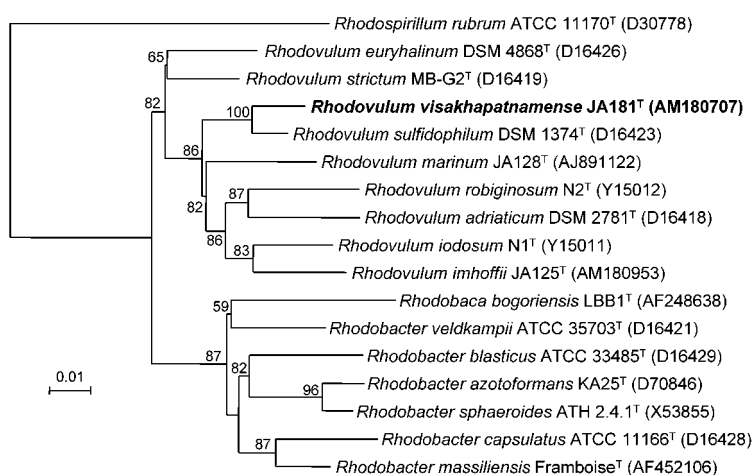 Rhodospirillum rubrum ATCC 11170ᵀ (D30778)
65
Rhodovulum euryhalinum DSM 4868ᵀ (D16426)
Rhodovulum strictum MB-G2ᵀ (D16419)
82
100
Rhodovulum visakhapatnamense JA181ᵀ (AM180707)
Rhodovulum sulfidophilum DSM 1374ᵀ (D16423)
86
Rhodovulum marinum JA128ᵀ (AJ891122)
82
87
Rhodovulum robiginosum N2ᵀ (Y15012)
Rhodovulum adriaticum DSM 2781ᵀ (D16418)
86
83
Rhodovulum iodosum N1ᵀ (Y15011)
Rhodovulum imhoffii JA125ᵀ (AM180953)
59
Rhodobaca bogoriensis LBB1ᵀ (AF248638)
Rhodobacter veldkampii ATCC 35703ᵀ (D16421)
87
82
Rhodobacter blasticus ATCC 33485ᵀ (D16429)
0.01
96
Rhodobacter azotoformans KA25ᵀ (D70846)
Rhodobacter sphaeroides ATH 2.4.1ᵀ (X53855)
87
Rhodobacter capsulatus ATCC 11166ᵀ (D16428)
Rhodobacter massiliensis Framboiseᵀ (AF452106)